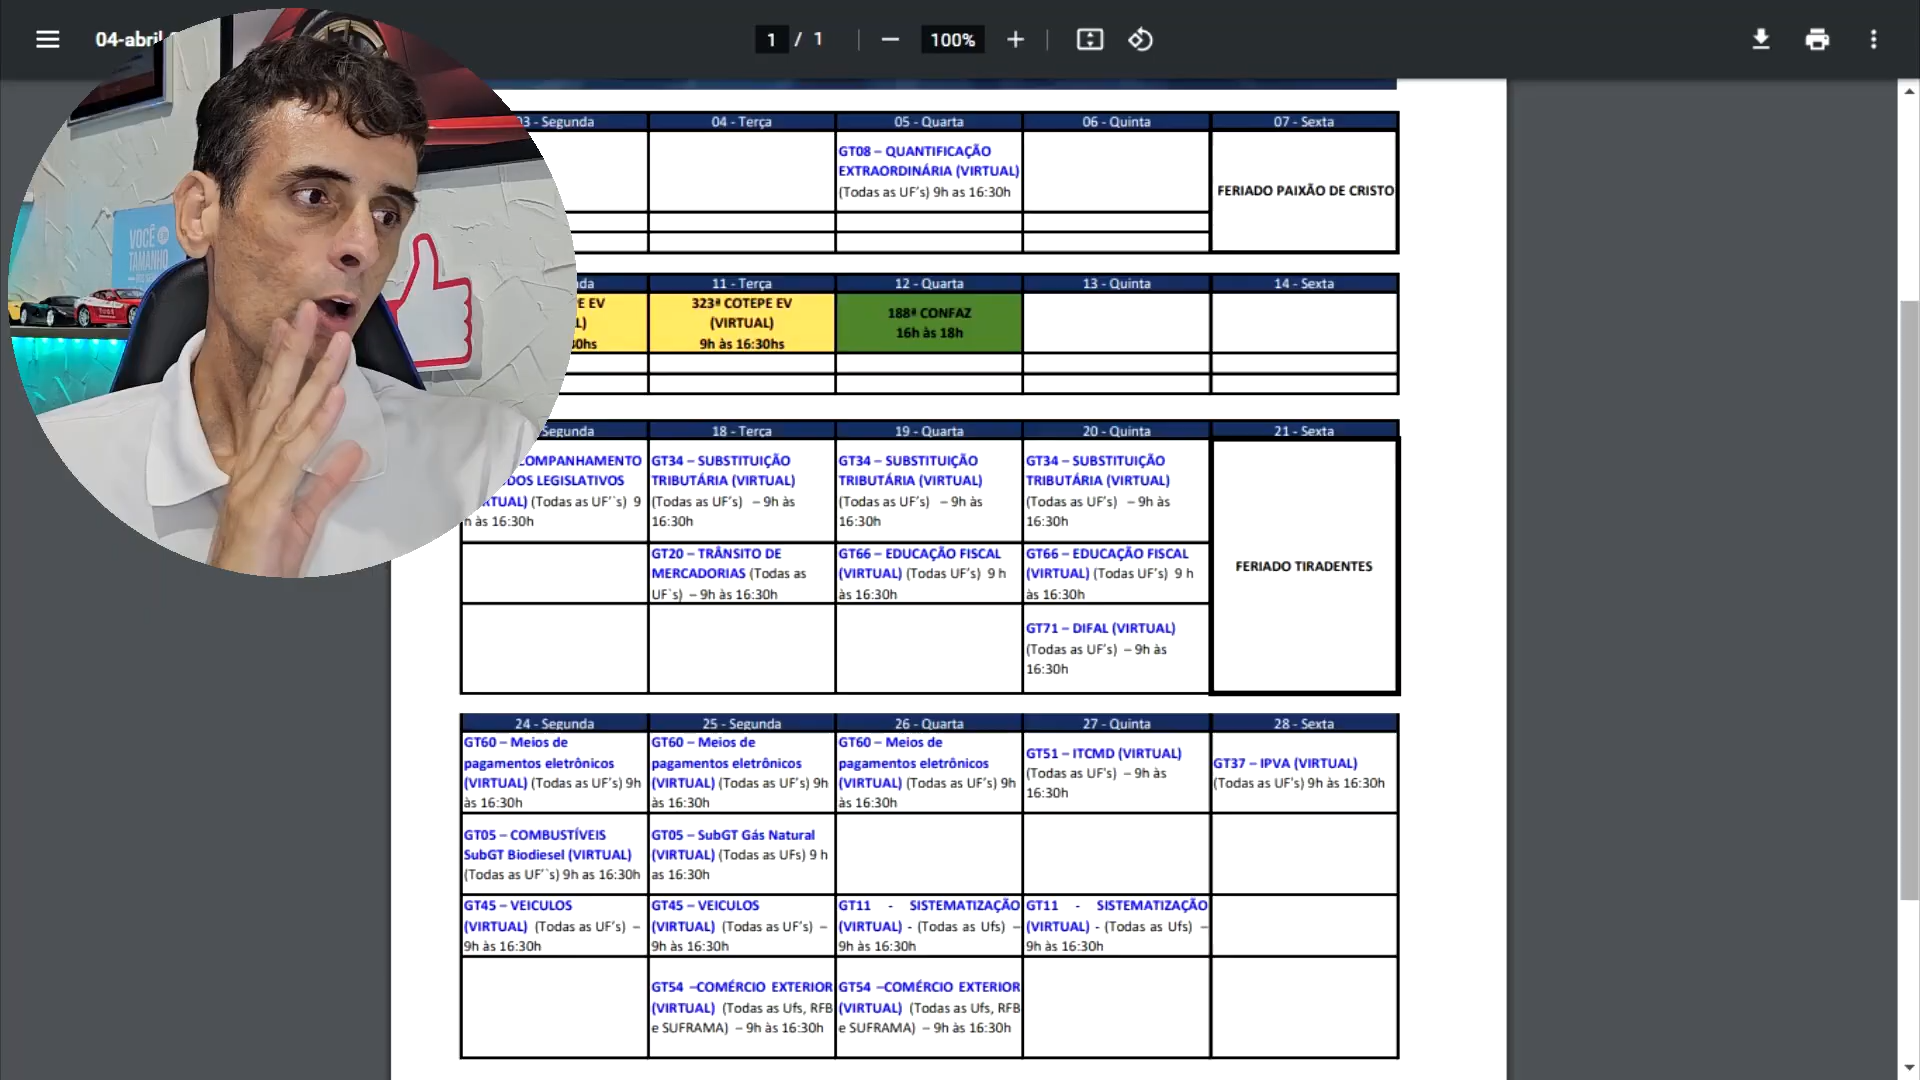 04-abril
1 / 1
100%
03 - Segunda
04 - Terça
05 - Quarta
06 - Quinta
07 - Sexta
GT08 – QUANTIFICAÇÃO
EXTRAORDINÁRIA (VIRTUAL)
(Todas as UF's) 9h as 16:30h
FERIADO PAIXÃO DE CRISTO
VOCÊ
TAMANHO
11 - Terça
12 - Quarta
13 - Quinta
14 - Sexta
E EV
323ª COTEPE EV
(VIRTUAL)
9h às 16:30hs
188ª CONFAZ
16h às 18h
Segunda
18 - Terça
19 - Quarta
20 - Quinta
21 - Sexta
COMPANHAMENTO
DOS LEGISLATIVOS
RTUAL) (Todas as UF´`s) 9
h às 16:30h
GT34 – SUBSTITUIÇÃO
TRIBUTÁRIA (VIRTUAL)
(Todas as UF's) – 9h às
16:30h
GT34 – SUBSTITUIÇÃO
TRIBUTÁRIA (VIRTUAL)
(Todas as UF's) – 9h às
16:30h
GT34 – SUBSTITUIÇÃO
TRIBUTÁRIA (VIRTUAL)
(Todas as UF's) – 9h às
16:30h
FERIADO TIRADENTES
GT20 – TRÂNSITO DE
MERCADORIAS (Todas as
UF`s) – 9h às 16:30h
GT66 – EDUCAÇÃO FISCAL
(VIRTUAL) (Todas UF's) 9 h
às 16:30h
GT66 – EDUCAÇÃO FISCAL
(VIRTUAL) (Todas UF's) 9 h
às 16:30h
GT71 – DIFAL (VIRTUAL)
(Todas as UF's) – 9h às
16:30h
24 - Segunda
25 - Segunda
26 - Quarta
27 - Quinta
28 - Sexta
GT60 – Meios de
pagamentos eletrônicos
(VIRTUAL) (Todas as UF's) 9h
às 16:30h
GT60 – Meios de
pagamentos eletrônicos
(VIRTUAL) (Todas as UF's) 9h
às 16:30h
GT60 – Meios de
pagamentos eletrônicos
(VIRTUAL) (Todas as UF's) 9h
às 16:30h
GT51 – ITCMD (VIRTUAL)
(Todas as UF's) – 9h às
16:30h
GT37 – IPVA (VIRTUAL)
(Todas as UF's) 9h às 16:30h
GT05 – COMBUSTÍVEIS
SubGT Biodiesel (VIRTUAL)
(Todas as UF´`s) 9h as 16:30h
GT05 – SubGT Gás Natural
(VIRTUAL) (Todas as UFs) 9 h
as 16:30h
GT45 – VEICULOS
(VIRTUAL) (Todas as UF's) –
9h às 16:30h
GT45 – VEICULOS
(VIRTUAL) (Todas as UF's) –
9h às 16:30h
GT11 - SISTEMATIZAÇÃO
(VIRTUAL) - (Todas as Ufs) –
9h às 16:30h
GT11 - SISTEMATIZAÇÃO
(VIRTUAL) - (Todas as Ufs) –
9h às 16:30h
GT54 –COMÉRCIO EXTERIOR
(VIRTUAL) (Todas as Ufs, RFB
e SUFRAMA) – 9h às 16:30h
GT54 –COMÉRCIO EXTERIOR
(VIRTUAL) (Todas as Ufs, RFB
e SUFRAMA) – 9h às 16:30h